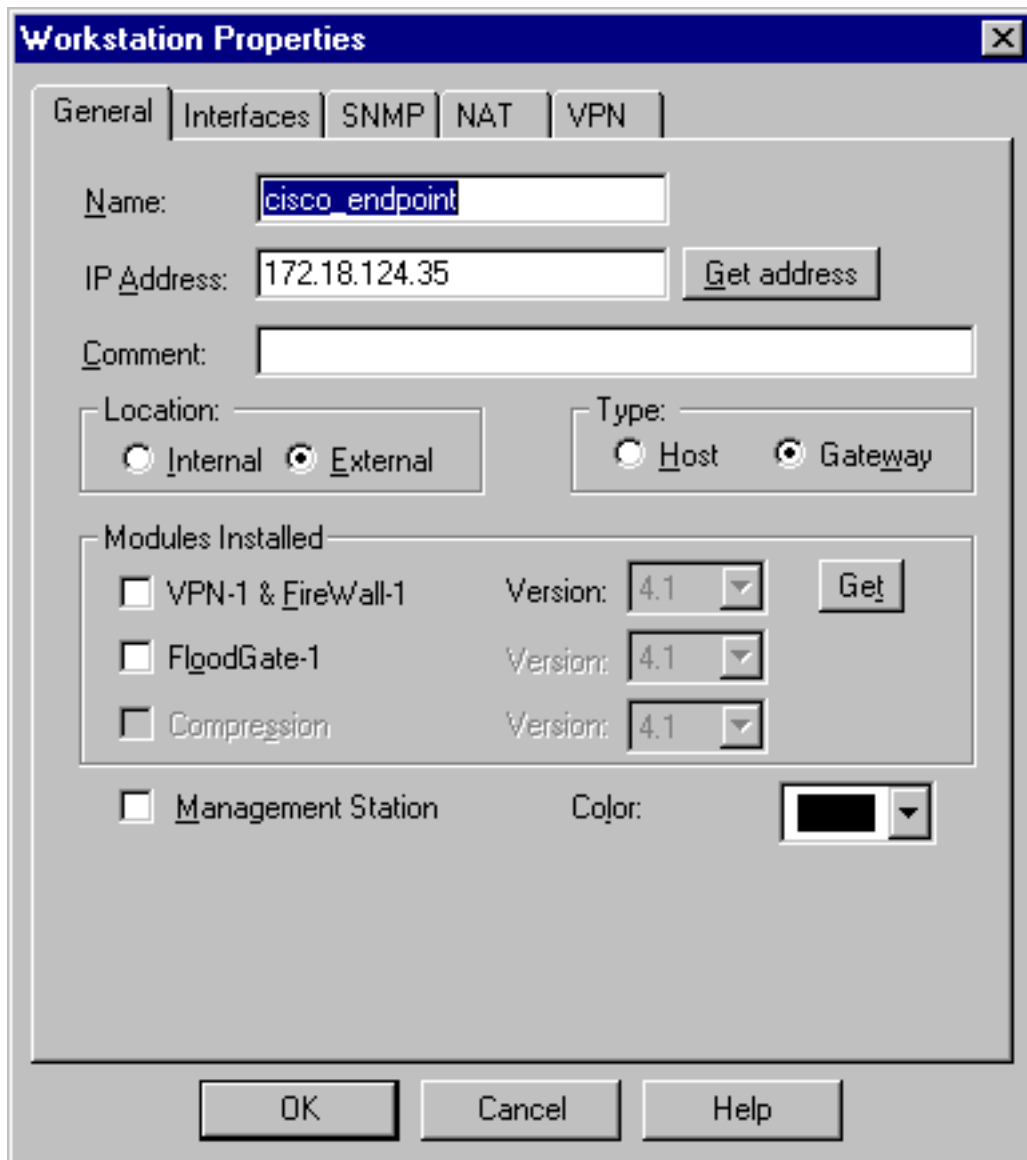 Workstation Properties
General Interfaces SNMP NAT VPN
Name: cisco_endpoint
IP Address: 172.18.124.35 Get address
Comment:
Location: Type:
Internal External Host Gateway
Modules Installed
VPN-1 & FireWall-1 Version: 4.1 Get
FloodGate-1 Version: 4.1
Compression Version: 4.1
Management Station Color:
OK Cancel Help